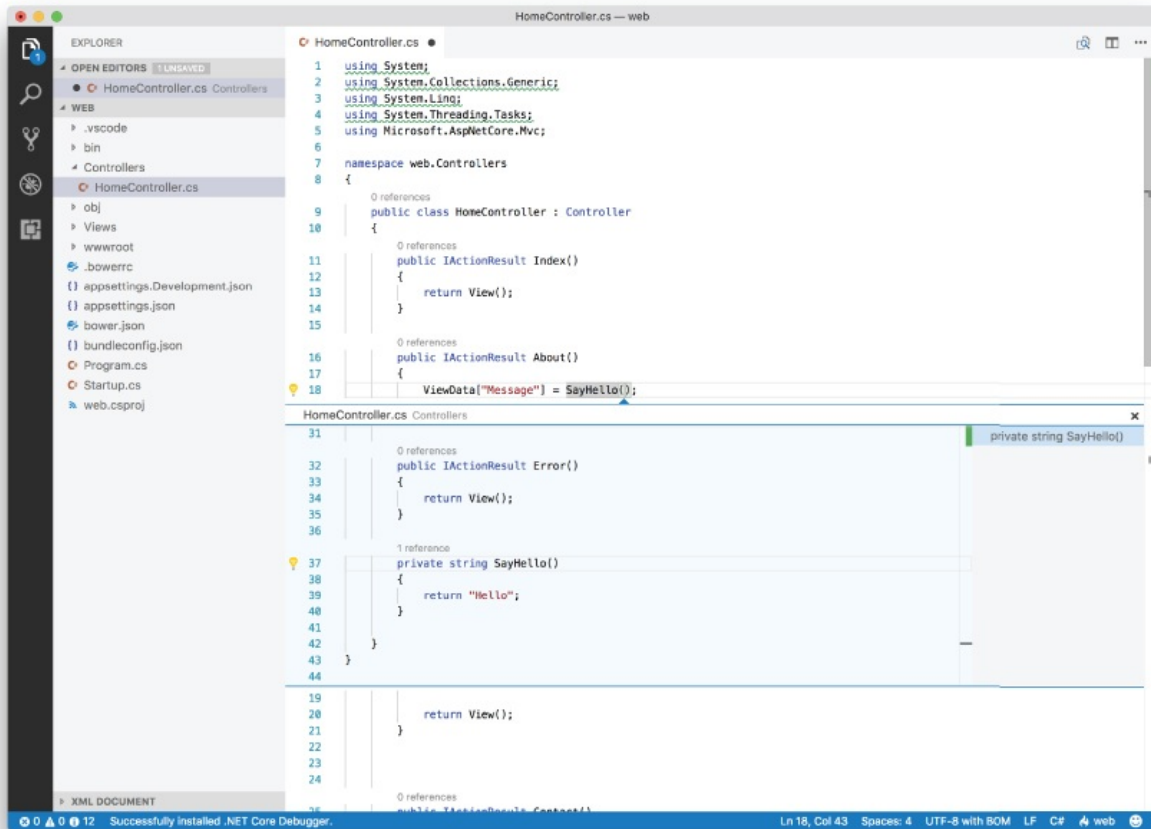 HomeController.cs — web
EXPLORER
OPEN EDITORS 1 UNSAVED
HomeController.cs Controllers
WEB
.vscode
bin
Controllers
HomeController.cs
obj
Views
wwwroot
.bowerrc
{} appsettings.Development.json
{} appsettings.json
bower.json
{} bundleconfig.json
Program.cs
Startup.cs
web.csproj
XML DOCUMENT
1
HomeController.cs
1 using System;
2 using System.Collections.Generic;
3 using System.Linq;
4 using System.Threading.Tasks;
5 using Microsoft.AspNetCore.Mvc;
6
7 namespace web.Controllers
8 {
0 references
9 public class HomeController : Controller
10 {
0 references
11 public IActionResult Index()
12 {
13 return View();
14 }
15
0 references
16 public IActionResult About()
17 {
18 ViewData["Message"] = SayHello();
HomeController.cs Controllers
31
0 references
32 public IActionResult Error()
33 {
34 return View();
35 }
36
1 reference
37 private string SayHello()
38 {
39 return "Hello";
40 }
41
42 }
43 }
44
private string SayHello()
19
20 return View();
21 }
22
23
24
0 references
public IActionResult Contact()
0 0 12 Successfully installed .NET Core Debugger.
Ln 18, Col 43 Spaces: 4 UTF-8 with BOM LF C# web